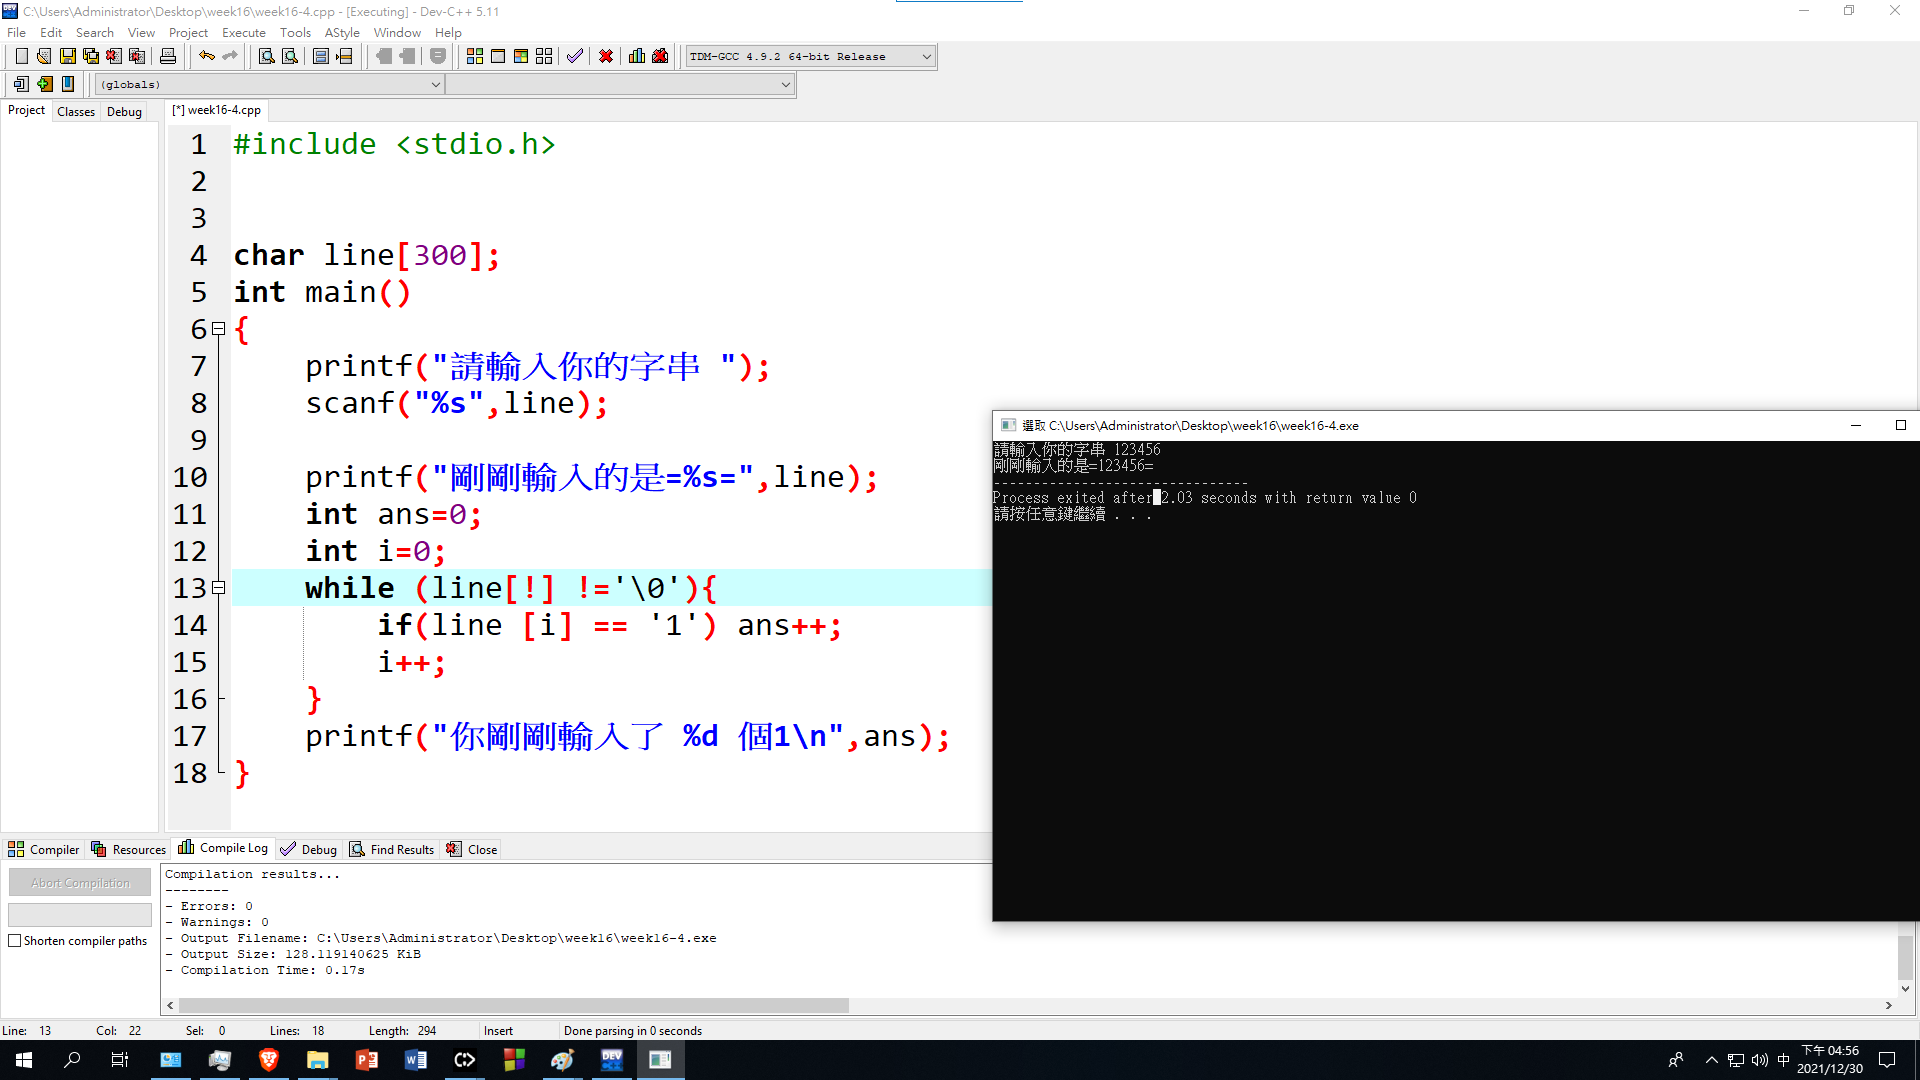 C:\Users\Administrator\Desktop\week16\week16-4.cpp - [Executing] - Dev-C++ 5.11
File Edit Search View Project Execute Tools AStyle Window Help
TDM-GCC 4.9.2 64-bit Release
(globals)
Project Classes Debug
[*] week16-4.cpp
1 #include <stdio.h>
2
3
4 char line[300];
5 int main()
6 {
7 printf("請輸入你的字串 ");
8 scanf("%s",line);
9
10 printf("剛剛輸入的是=%s=",line);
11 int ans=0;
12 int i=0;
13 while (line[!] !='\0'){
14 if(line [i] == '1') ans++;
15 i++;
16 }
17 printf("你剛剛輸入了 %d 個1\n",ans);
18 }
選取 C:\Users\Administrator\Desktop\week16\week16-4.exe
請輸入你的字串 123456
剛剛輸入的是=123456=
--------------------------------
Process exited after 2.03 seconds with return value 0
請按任意鍵繼續 . . .
Compiler Resources Compile Log Debug Find Results Close
Abort Compilation
Shorten compiler paths
Compilation results...
--------
- Errors: 0
- Warnings: 0
- Output Filename: C:\Users\Administrator\Desktop\week16\week16-4.exe
- Output Size: 128.119140625 KiB
- Compilation Time: 0.17s
Line: 13 Col: 22 Sel: 0 Lines: 18 Length: 294 Insert Done parsing in 0 seconds
中
下午 04:56
2021/12/30